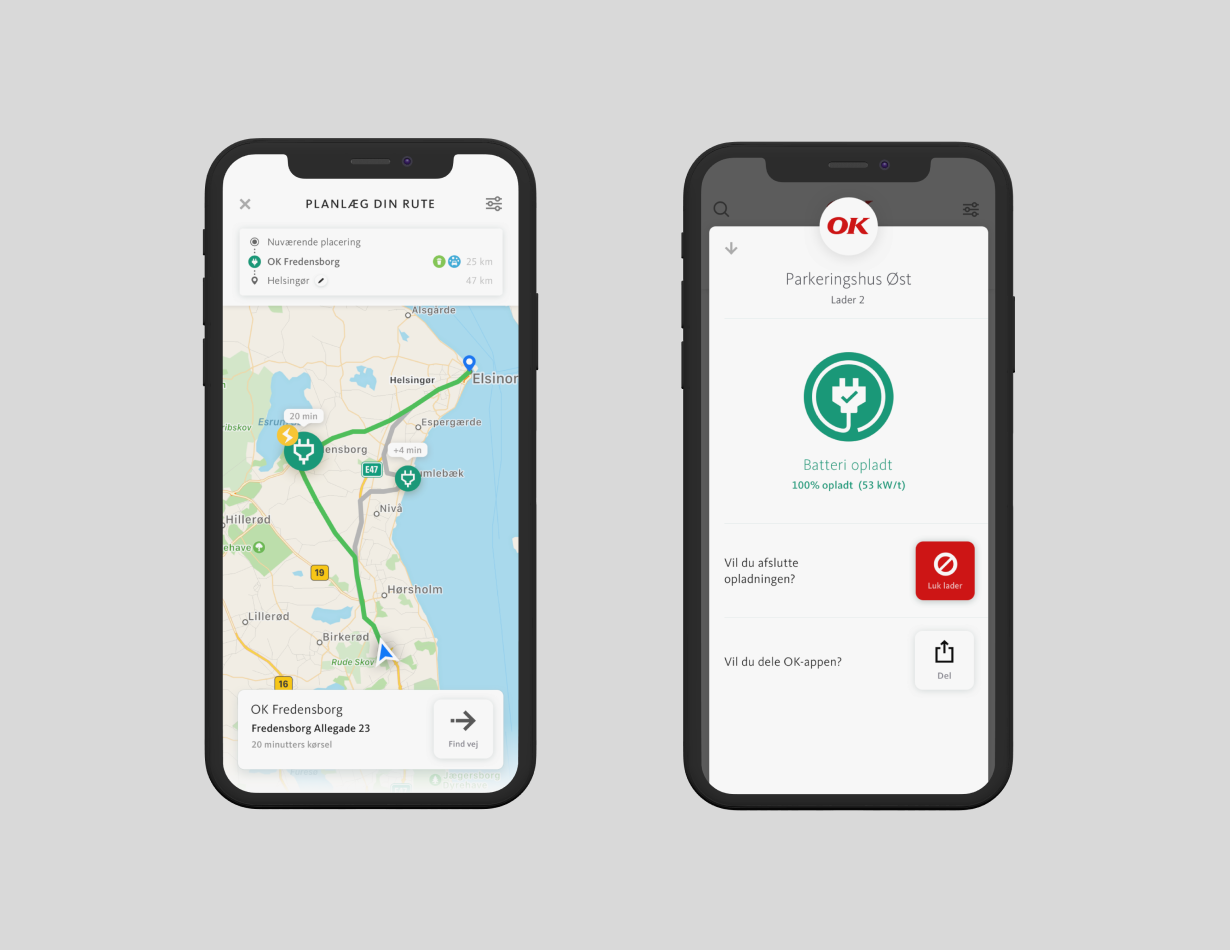 PLANLÆG DIN RUTE
Nuværende placering
OK Fredensborg 25 km
Helsingør 47 km
Alsgårde
Helsingør
Elsinor
20 min
Espergærde
+4 min
ensborg
E47
mlebæk
Nivå
Hillerød
ehave
19
Hørsholm
Lillerød
Birkerød
Rude Skov
16
OK Fredensborg
Fredensborg Allegade 23
20 minutters kørsel
Find vej
Jægersborg
OK
Parkeringshus Øst
Lader 2
Batteri opladt
100% opladt (53 kW/t)
Vil du afslutte
opladningen?
Luk lader
Vil du dele OK-appen?
Del